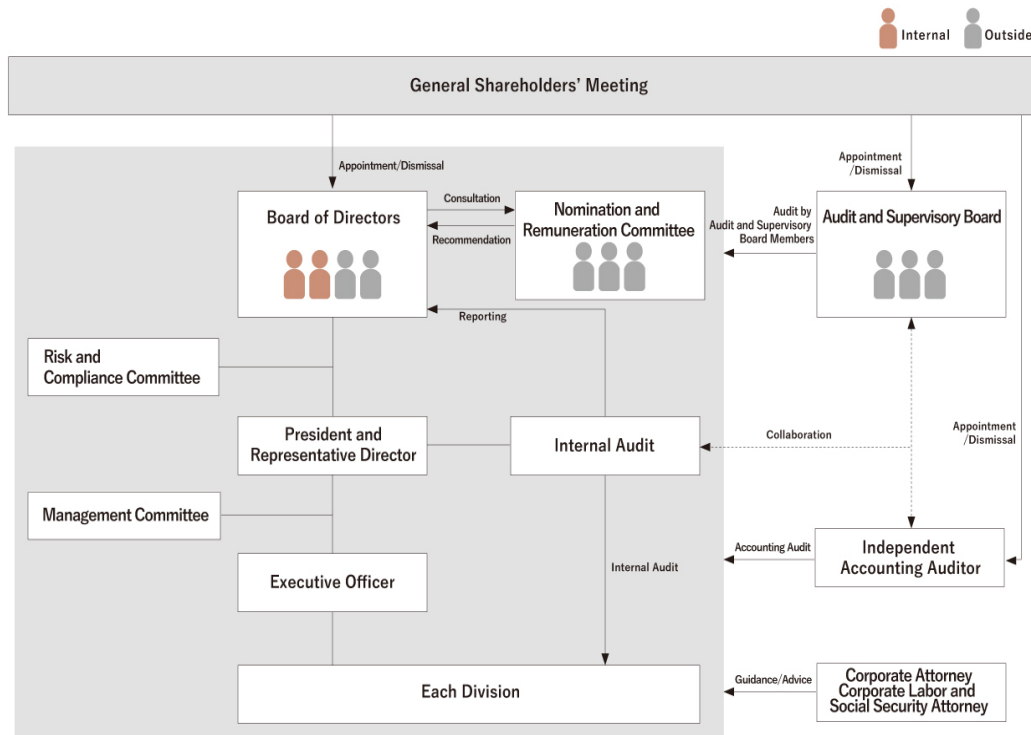 Internal
Outside
General Shareholders' Meeting
Appointment/Dismissal
Appointment
/Dismissal
Board of Directors
Consultation
Recommendation
Nomination and
Remuneration Committee
Audit by
Audit and Supervisory
Board Members
Audit and Supervisory Board
Reporting
Risk and
Compliance Committee
President and
Representative Director
Internal Audit
Collaboration
Appointment
/Dismissal
Management Committee
Executive Officer
Internal Audit
Accounting Audit
Independent
Accounting Auditor
Each Division
Guidance/Advice
Corporate Attorney
Corporate Labor and
Social Security Attorney